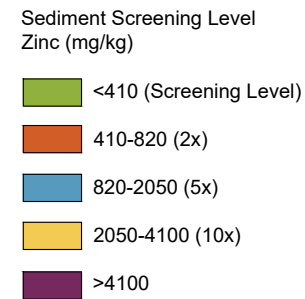 Sediment Screening Level
Zinc (mg/kg)
<410 (Screening Level)
410-820 (2x)
820-2050 (5x)
2050-4100 (10x)
>4100